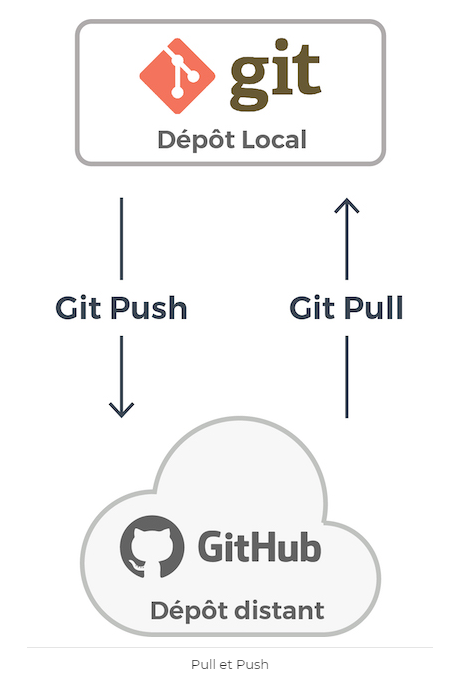 git
Dépôt Local
Git Push
Git Pull
GitHub
Dépôt distant
Pull et Push